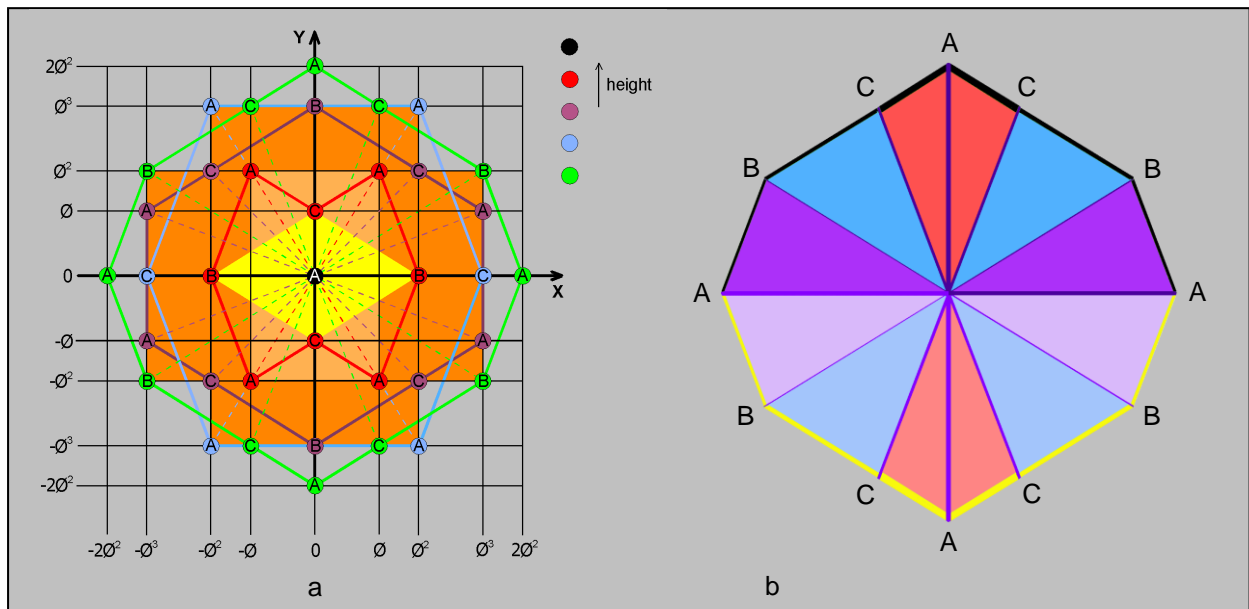 Y
2Ø²
Ø³
Ø²
Ø
0
-Ø
-Ø²
-Ø³
-2Ø²
X
-2Ø² -Ø³ -Ø² -Ø 0 Ø Ø² Ø³ 2Ø²
height
A
A C C A
B
B C A A C B
A C A
A C B A B C A
A C A
B C A A C B
B
A C C A
A
a
A
C C
B B
A A
B B
C C
A
b